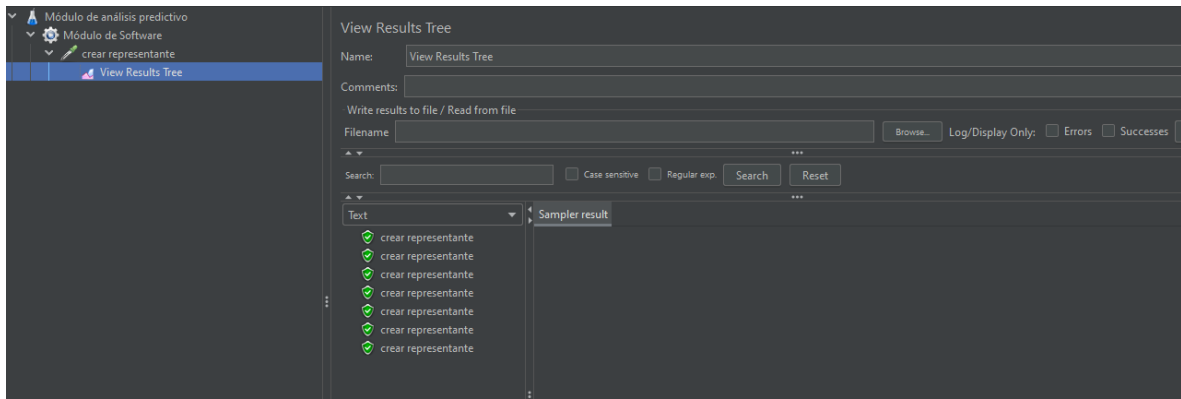 Módulo de análisis predictivo
Módulo de Software
crear representante
View Results Tree
View Results Tree
Name: View Results Tree
Comments:
Write results to file / Read from file
Filename Browse... Log/Display Only: Errors Successes
Search: Case sensitive Regular exp. Search Reset
Text Sampler result
crear representante
crear representante
crear representante
crear representante
crear representante
crear representante
crear representante